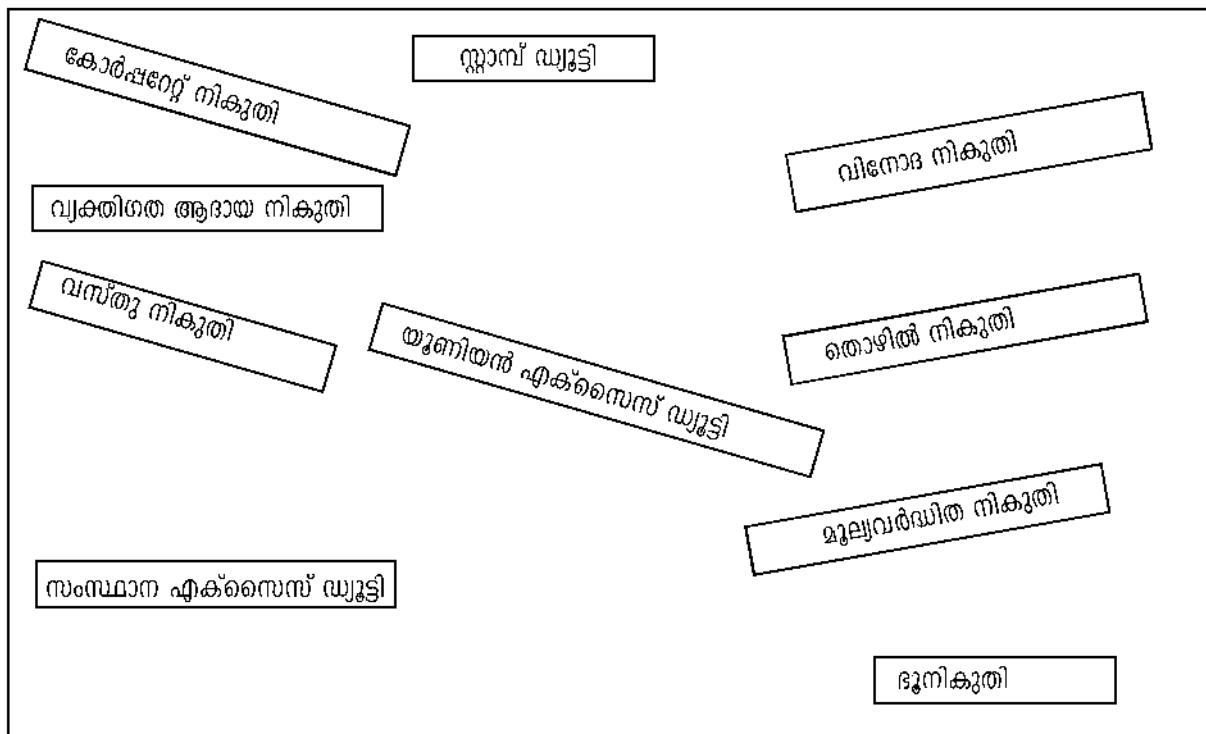 കോർപ്പറേറ്റ് നികുതി
സ്റ്റാമ്പ് ഡ്യൂട്ടി
വിനോദ നികുതി
വ്യക്തിഗത ആദായ നികുതി
വസ്തു നികുതി
യൂണിയൻ എക്സൈസ് ഡ്യൂട്ടി
തൊഴിൽ നികുതി
മൂല്യവർദ്ധിത നികുതി
സംസ്ഥാന എക്സൈസ് ഡ്യൂട്ടി
ഭൂനികുതി